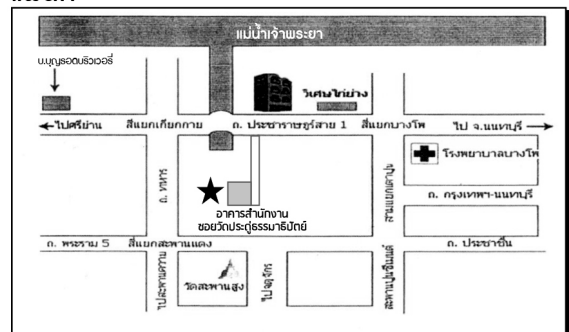 แม่น้ำเจ้าพระยา
บ.บุญรอดบริวเวอรี่
วิเศษไก่ย่าง
ไปศรีย่าน
สี่แยกเกียกกาย
ถ. ประชาราษฎร์สาย 1
สี่แยกบางโพ
ไป จ.นนทบุรี
โรงพยาบาลบางโพ
ถ. ทหาร
สามแยกเตาปูน
ถ. กรุงเทพฯ-นนทบุรี
อาคารสำนักงาน
ซอยวัดประดู่ธรรมาธิปัตย์
ถ. พระราม 5
สี่แยกสะพานแดง
ถ. ประชาชื่น
ไปสะพานควาย
วัดสะพานสูง
ไปจตุจักร
สะพานปูนซีเมนต์